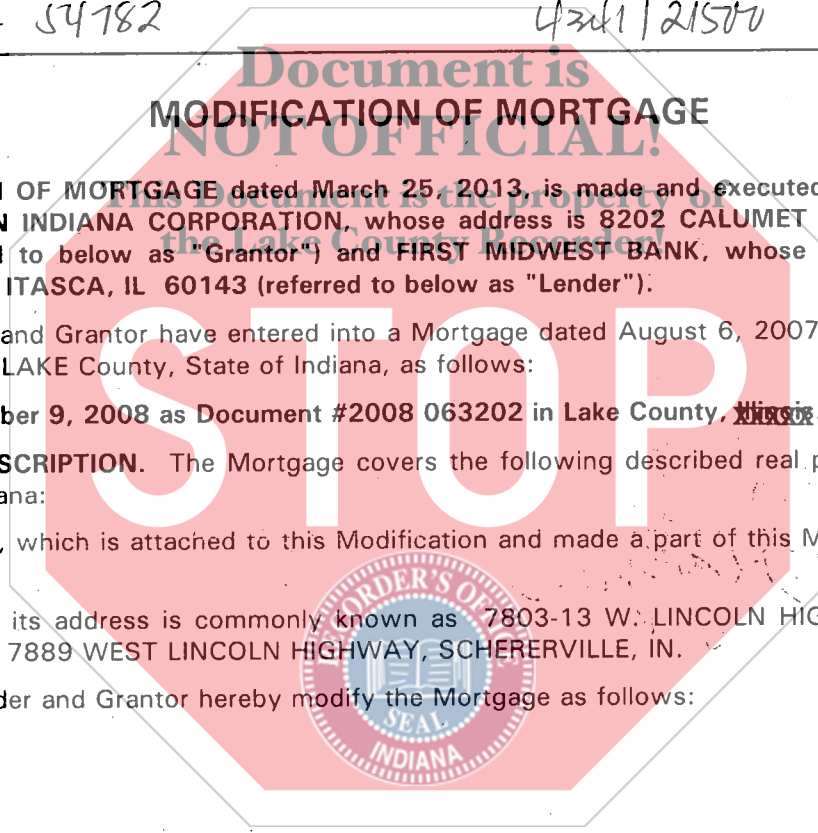 54782 4341 | 21500
Document is
MODIFICATION OF MORTGAGE
NOT OFFICIAL!
OF MORTGAGE dated March 25, 2013, is made and executed
This Document is the property of
N INDIANA CORPORATION, whose address is 8202 CALUMET
the Lake County Recorder!
to below as "Grantor") and FIRST MIDWEST BANK, whose
ITASCA, IL 60143 (referred to below as "Lender").
and Grantor have entered into a Mortgage dated August 6, 2007
LAKE County, State of Indiana, as follows:
ber 9, 2008 as Document #2008 063202 in Lake County,
STOP
SCRIPTION. The Mortgage covers the following described real p
ana:
, which is attached to this Modification and made a part of this M
its address is commonly known as 7803-13 W. LINCOLN HIG
7889 WEST LINCOLN HIGHWAY, SCHERERVILLE, IN.
der and Grantor hereby modify the Mortgage as follows:
RECORDER'S OFFICE
SEAL
INDIANA